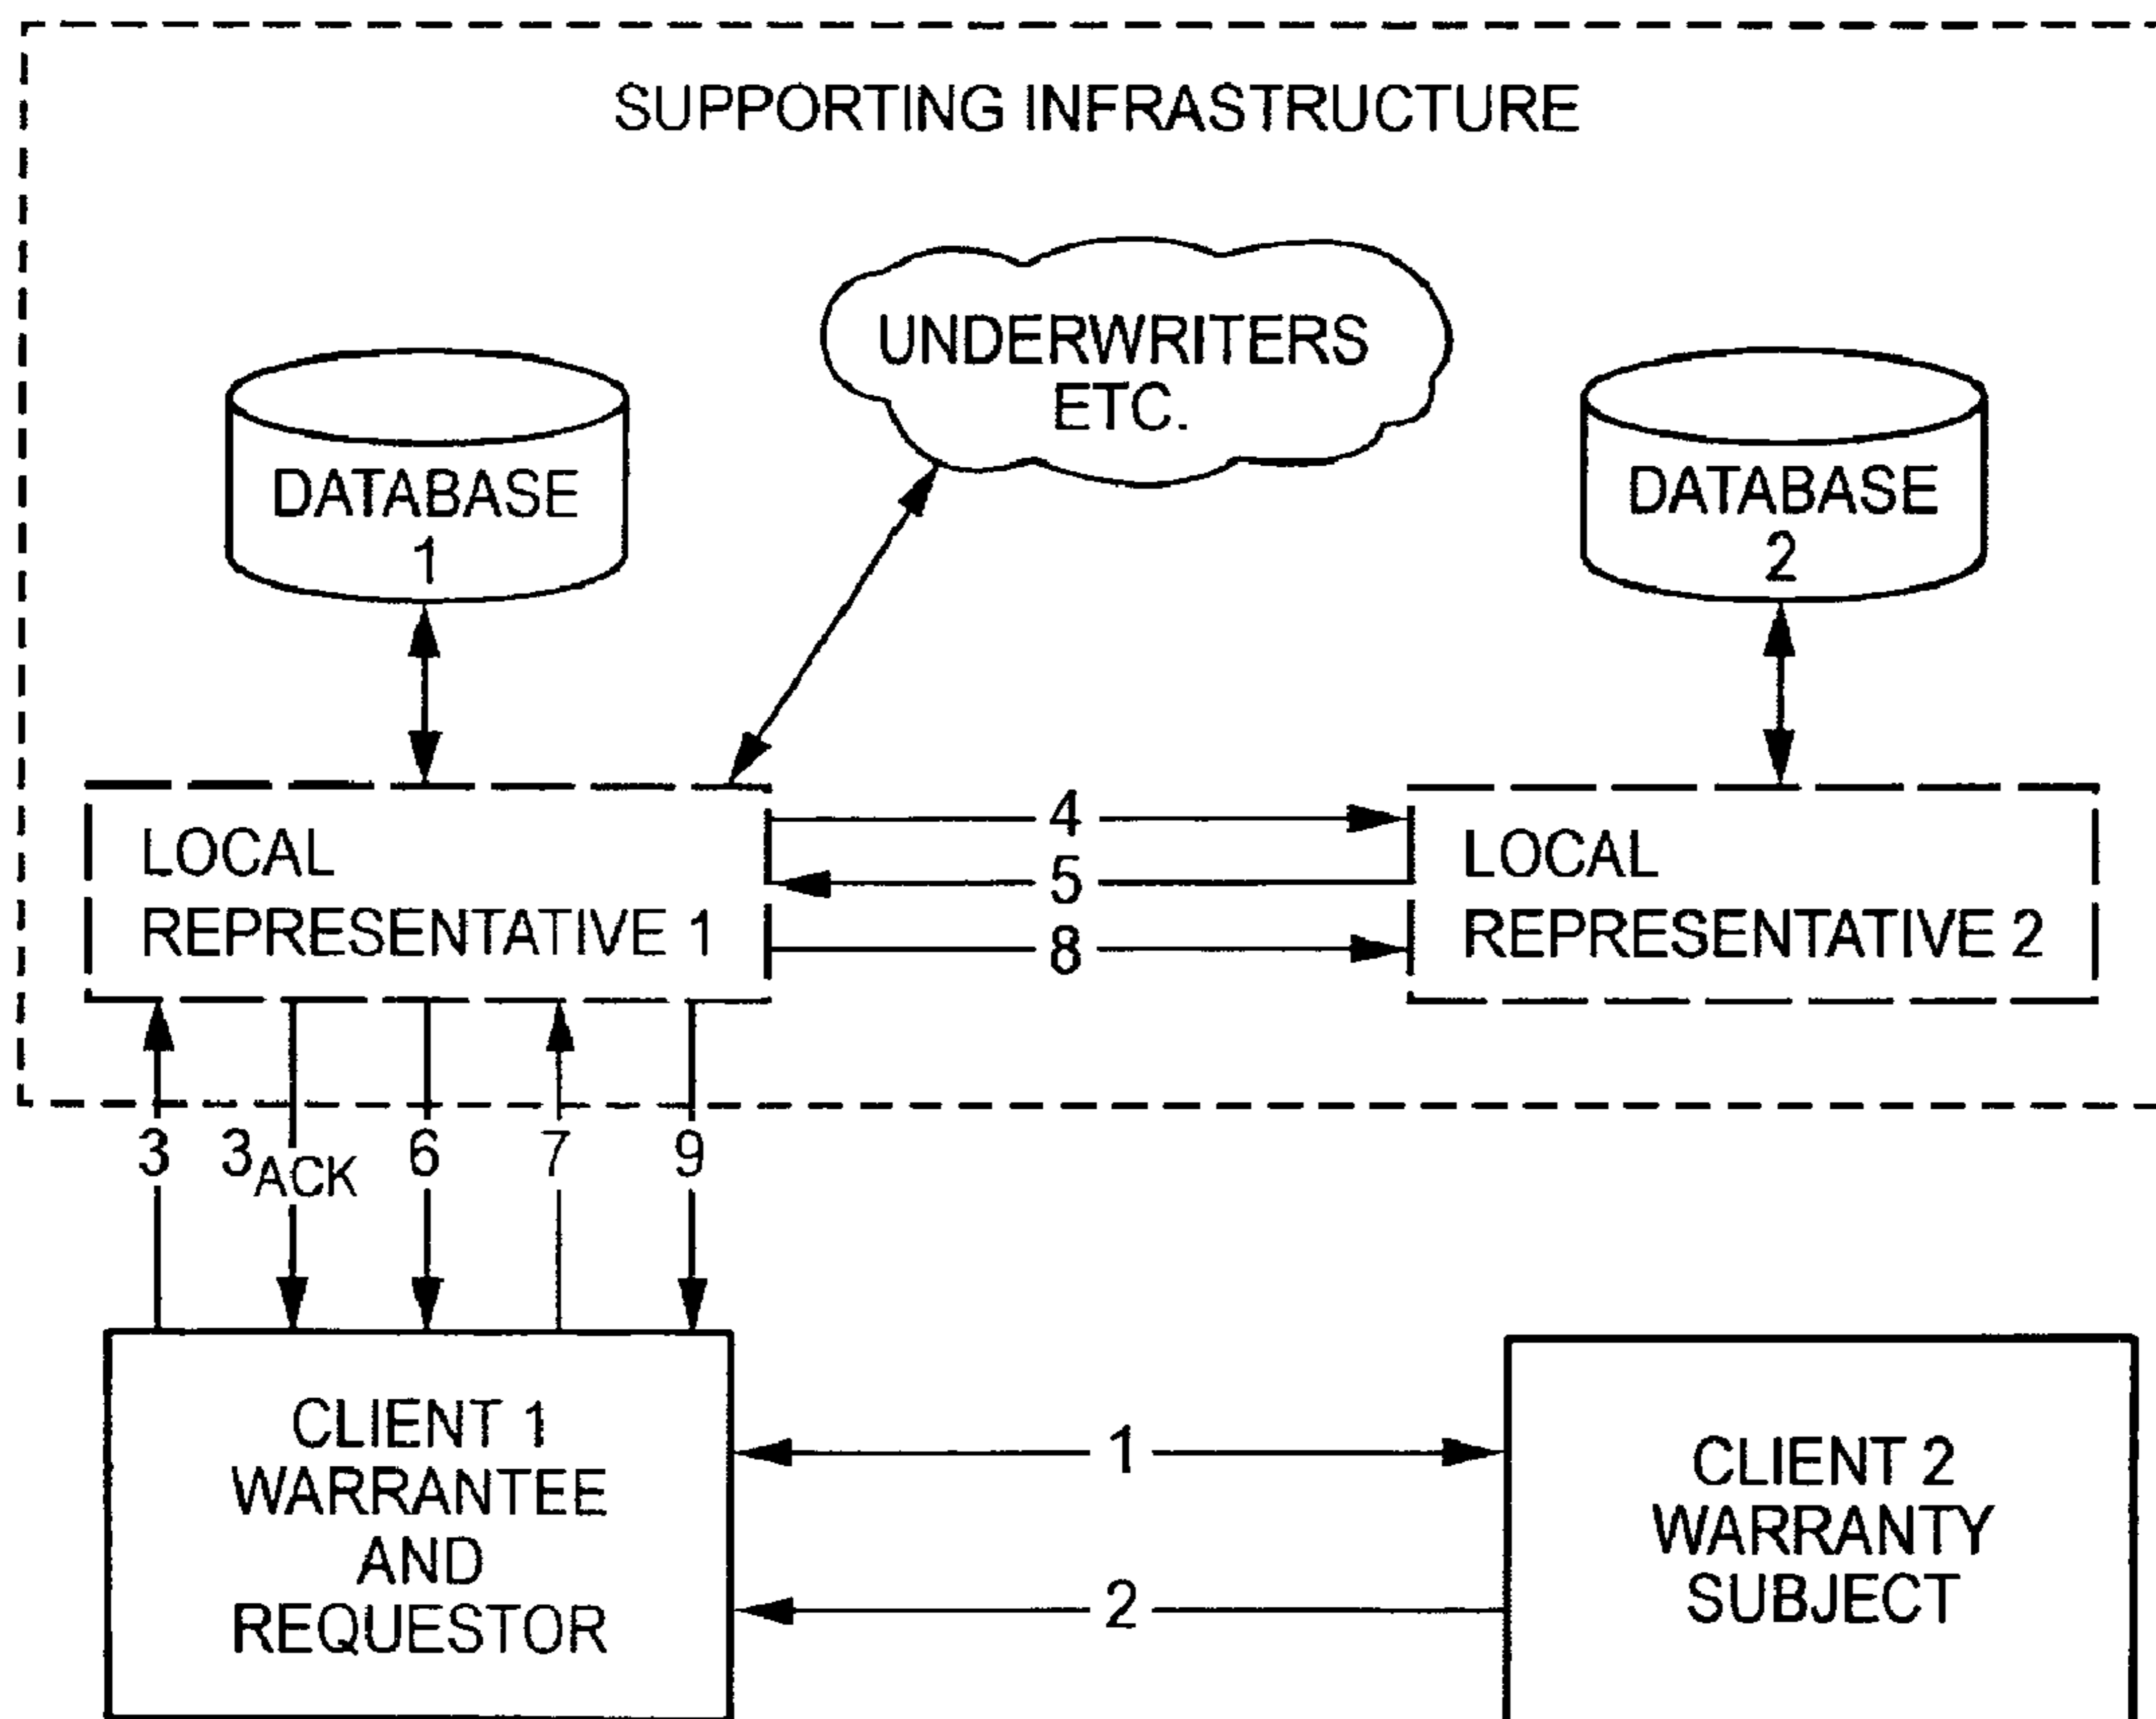 SUPPORTING INFRASTRUCTURE
UNDERWRITERS
ETC.
DATABASE
1
DATABASE
2
LOCAL
REPRESENTATIVE 1
4
5
8
LOCAL
REPRESENTATIVE 2
3
3ACK
6
7
9
CLIENT 1
WARRANTEE
AND
REQUESTOR
1
2
CLIENT 2
WARRANTY
SUBJECT